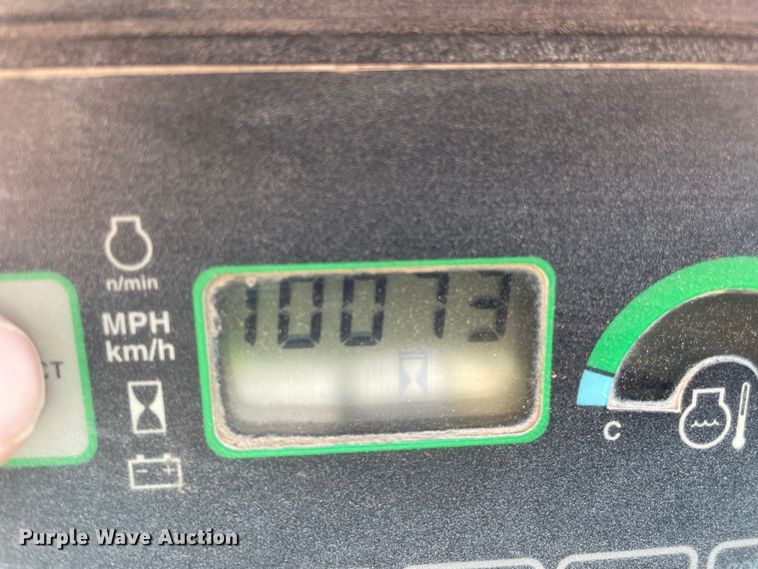 n/min
MPH
km/h
CT
10073
C
Purple Wave Auction